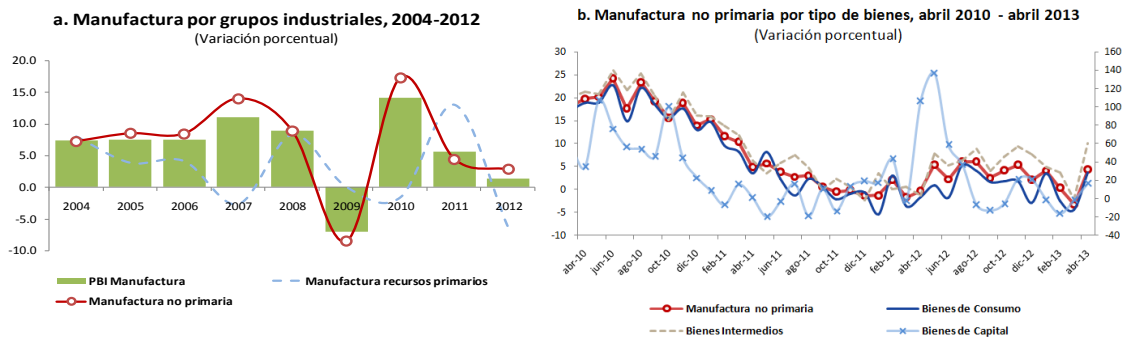 a. Manufactura por grupos industriales, 2004-2012
(Variación porcentual)
20.0
15.0
10.0
5.0
0.0
-5.0
-10.0
2004
2005
2006
2007
2008
2009
2010
2011
2012
PBI Manufactura
Manufactura recursos primarios
Manufactura no primaria
b. Manufactura no primaria por tipo de bienes, abril 2010 - abril 2013
(Variación porcentual)
30
25
20
15
10
5
0
-5
-10
160
140
120
100
80
60
40
20
0
-20
-40
abr-10
jun-10
ago-10
oct-10
dic-10
feb-11
abr-11
jun-11
ago-11
oct-11
dic-11
feb-12
abr-12
jun-12
ago-12
oct-12
dic-12
feb-13
abr-13
Manufactura no primaria
Bienes de Consumo
Bienes Intermedios
Bienes de Capital